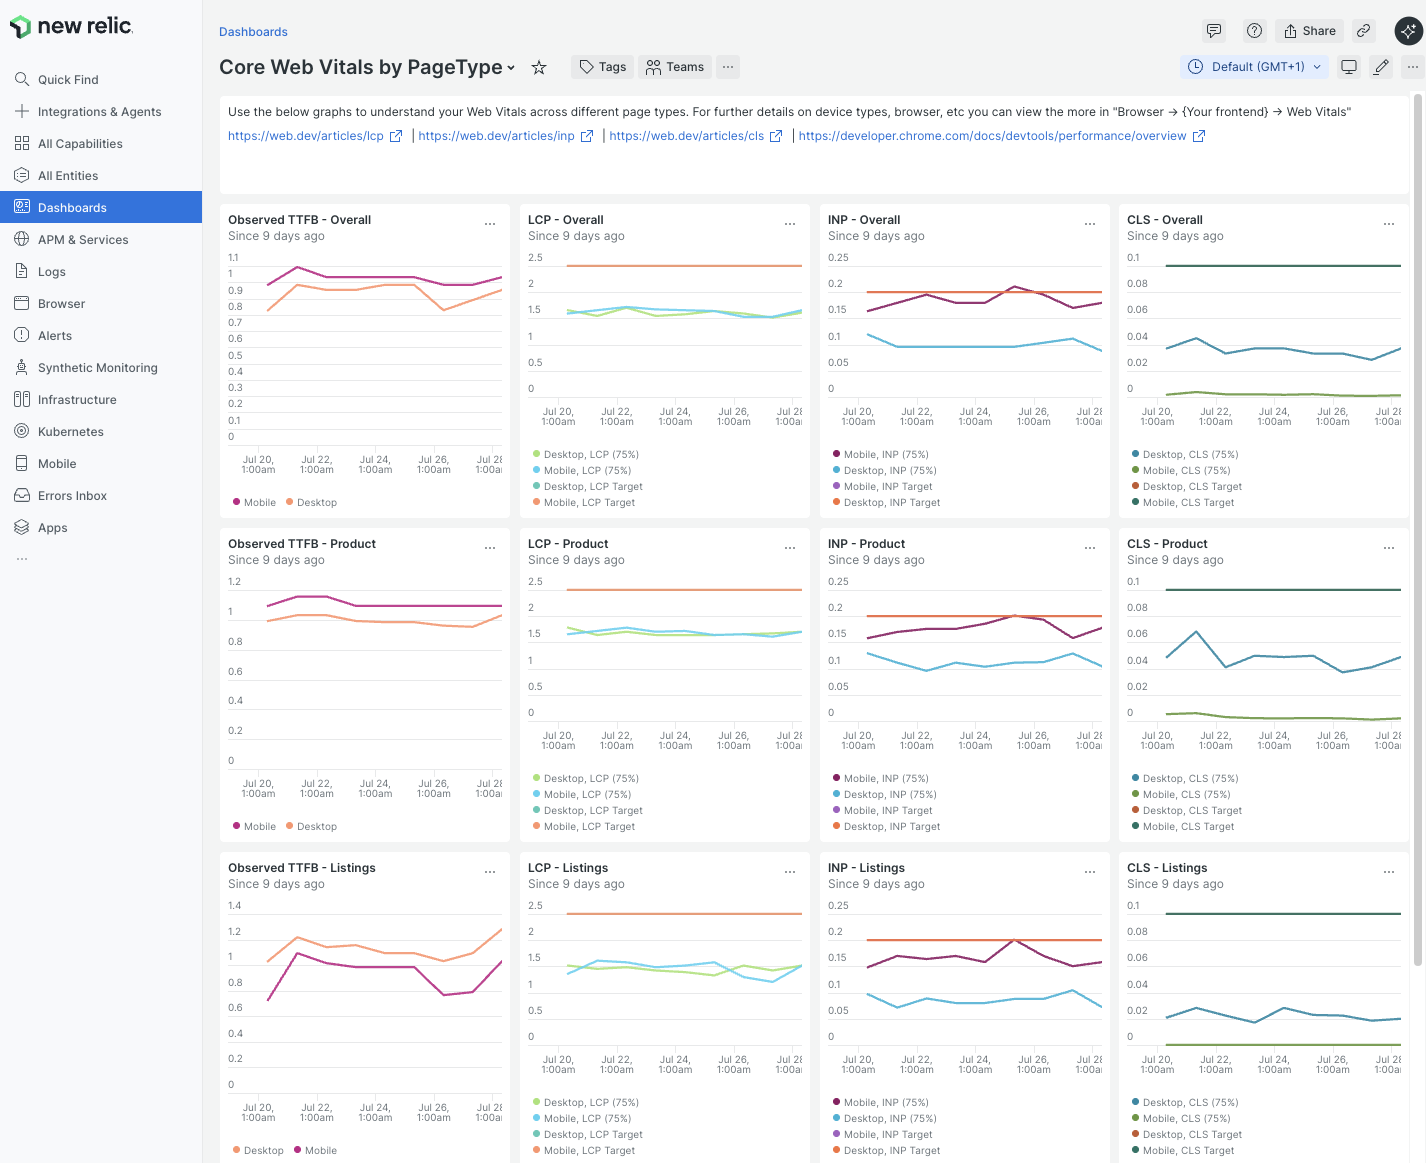 new relic.
Quick Find
Integrations & Agents
All Capabilities
All Entities
Dashboards
APM & Services
Logs
Browser
Alerts
Synthetic Monitoring
Infrastructure
Kubernetes
Mobile
Errors Inbox
Apps
...
Dashboards
Share
Core Web Vitals by PageType
Tags
Teams
...
Default (GMT+1)
...
Use the below graphs to understand your Web Vitals across different page types. For further details on device types, browser, etc you can view the more in "Browser → {Your frontend} → Web Vitals"
https://web.dev/articles/lcp | https://web.dev/articles/inp | https://web.dev/articles/cls | https://developer.chrome.com/docs/devtools/performance/overview
Observed TTFB - Overall
...
Since 9 days ago
1.1
1
0.9
0.8
0.7
0.6
0.5
0.4
0.3
0.2
0.1
0
Jul 20, Jul 22, Jul 24, Jul 26, Jul 28
1:00am 1:00am 1:00am 1:00am 1:00a
Mobile Desktop
LCP - Overall
...
Since 9 days ago
2.5
2
1.5
1
0.5
0
Jul 20, Jul 22, Jul 24, Jul 26, Jul 28
1:00am 1:00am 1:00am 1:00am 1:00a
Desktop, LCP (75%)
Mobile, LCP (75%)
Desktop, LCP Target
Mobile, LCP Target
INP - Overall
...
Since 9 days ago
0.25
0.2
0.15
0.1
0.05
0
Jul 20, Jul 22, Jul 24, Jul 26, Jul 28
1:00am 1:00am 1:00am 1:00am 1:00a
Mobile, INP (75%)
Desktop, INP (75%)
Mobile, INP Target
Desktop, INP Target
CLS - Overall
...
Since 9 days ago
0.1
0.08
0.06
0.04
0.02
0
Jul 20, Jul 22, Jul 24, Jul 26, Jul 28
1:00am 1:00am 1:00am 1:00am 1:00a
Desktop, CLS (75%)
Mobile, CLS (75%)
Desktop, CLS Target
Mobile, CLS Target
Observed TTFB - Product
...
Since 9 days ago
1.2
1
0.8
0.6
0.4
0.2
0
Jul 20, Jul 22, Jul 24, Jul 26, Jul 28
1:00am 1:00am 1:00am 1:00am 1:00a
Mobile Desktop
LCP - Product
...
Since 9 days ago
2.5
2
1.5
1
0.5
0
Jul 20, Jul 22, Jul 24, Jul 26, Jul 28
1:00am 1:00am 1:00am 1:00am 1:00a
Desktop, LCP (75%)
Mobile, LCP (75%)
Desktop, LCP Target
Mobile, LCP Target
INP - Product
...
Since 9 days ago
0.25
0.2
0.15
0.1
0.05
0
Jul 20, Jul 22, Jul 24, Jul 26, Jul 28
1:00am 1:00am 1:00am 1:00am 1:00a
Mobile, INP (75%)
Desktop, INP (75%)
Mobile, INP Target
Desktop, INP Target
CLS - Product
...
Since 9 days ago
0.1
0.08
0.06
0.04
0.02
0
Jul 20, Jul 22, Jul 24, Jul 26, Jul 28
1:00am 1:00am 1:00am 1:00am 1:00a
Desktop, CLS (75%)
Mobile, CLS (75%)
Desktop, CLS Target
Mobile, CLS Target
Observed TTFB - Listings
...
Since 9 days ago
1.4
1.2
1
0.8
0.6
0.4
0.2
0
Jul 20, Jul 22, Jul 24, Jul 26, Jul 28
1:00am 1:00am 1:00am 1:00am 1:00a
Desktop Mobile
LCP - Listings
...
Since 9 days ago
2.5
2
1.5
1
0.5
0
Jul 20, Jul 22, Jul 24, Jul 26, Jul 28
1:00am 1:00am 1:00am 1:00am 1:00a
Desktop, LCP (75%)
Mobile, LCP (75%)
Desktop, LCP Target
Mobile, LCP Target
INP - Listings
...
Since 9 days ago
0.25
0.2
0.15
0.1
0.05
0
Jul 20, Jul 22, Jul 24, Jul 26, Jul 28
1:00am 1:00am 1:00am 1:00am 1:00a
Mobile, INP (75%)
Desktop, INP (75%)
Mobile, INP Target
Desktop, INP Target
CLS - Listings
...
Since 9 days ago
0.1
0.08
0.06
0.04
0.02
0
Jul 20, Jul 22, Jul 24, Jul 26, Jul 28
1:00am 1:00am 1:00am 1:00am 1:00a
Desktop, CLS (75%)
Mobile, CLS (75%)
Desktop, CLS Target
Mobile, CLS Target